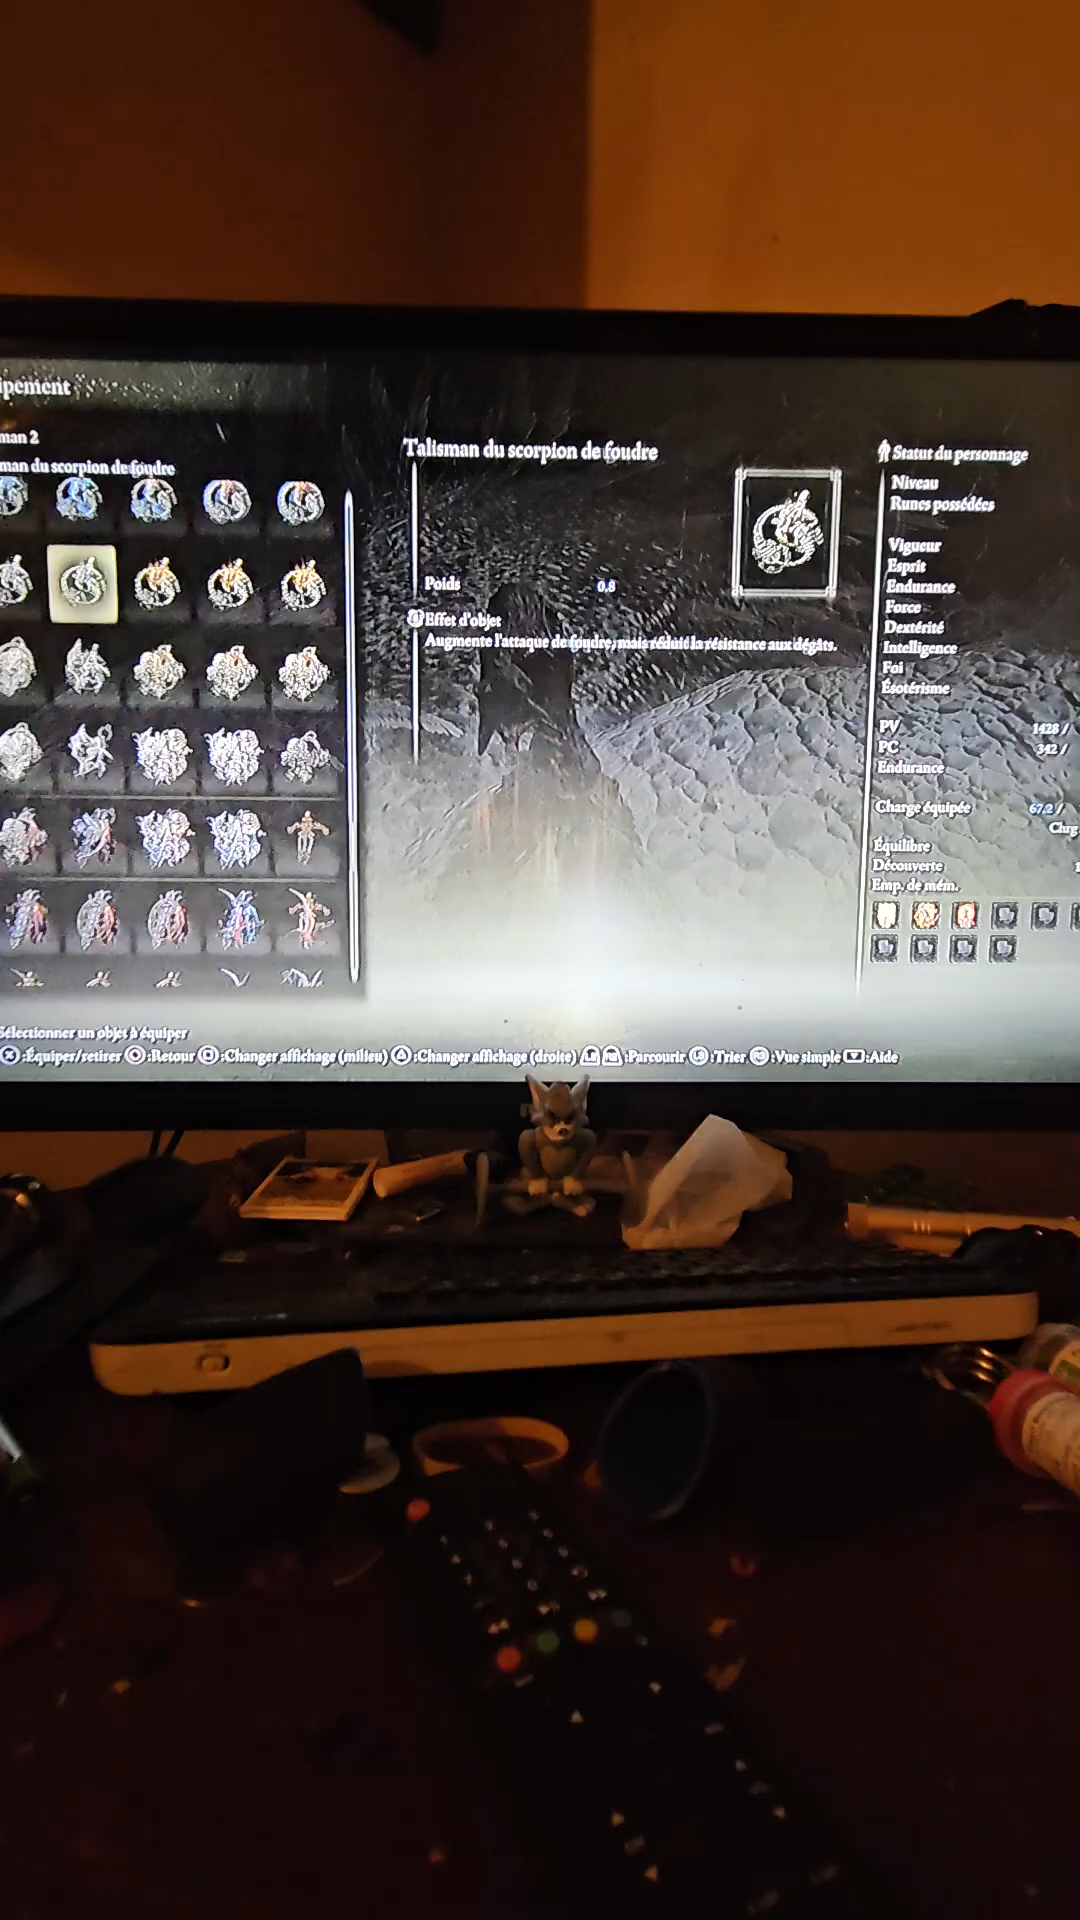 ipement
man 2
man du scorpion de foudre
Talisman du scorpion de foudre
Poids 0.8
Effet d'objet
Augmente l'attaque de foudre, mais réduit la résistance aux dégâts.
Statut du personnage
Niveau
Runes possédées
Vigueur
Esprit
Endurance
Force
Dextérité
Intelligence
Foi
Ésotérisme
PV 1428 /
PC 342 /
Endurance
Charge équipée 67.2 /
Chrg
Équilibre
Découverte 1
Emp. de mém.
Sélectionner un objet à équiper
:Équiper/retirer :Retour :Changer affichage (milieu) :Changer affichage (droite) :Parcourir :Trier :Vue simple :Aide